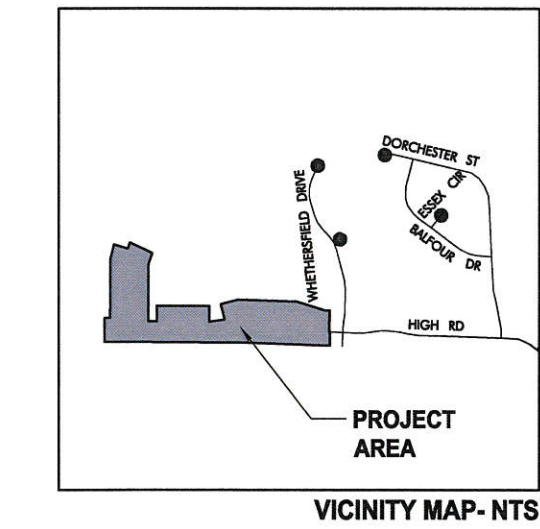 DORCHESTER ST
ESSEX CIR
WHETHERSFIELD DRIVE
BALFOUR DR
HIGH RD
PROJECT
AREA
VICINITY MAP- NTS